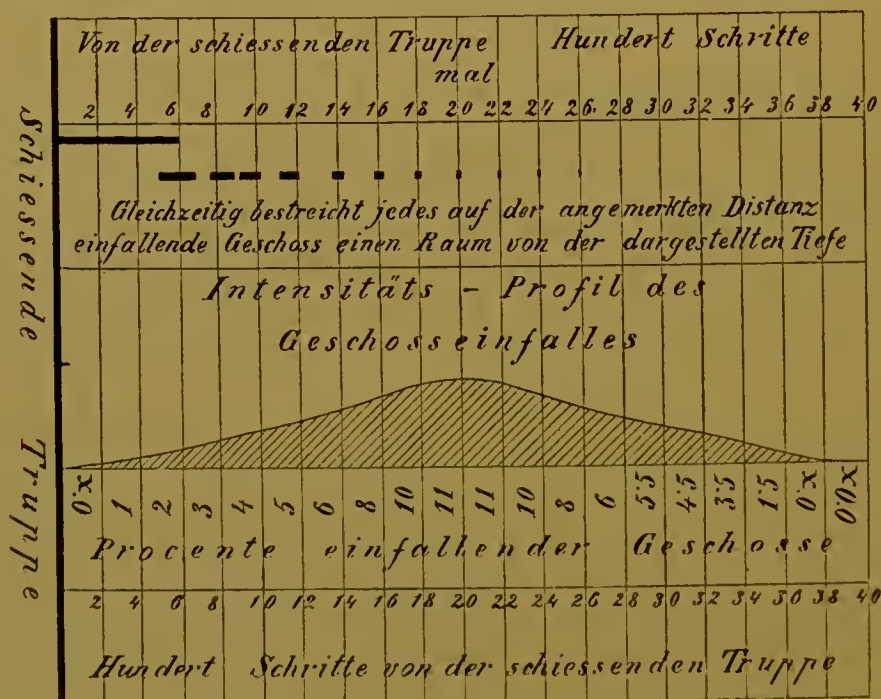 Schiessende Truppe
Von der schiessenden Truppe Hundert Schritte
mal
2 4 6 8 10 12 14 16 18 20 22 24 26. 28 30 32 34 36 38 40
Gleichzeitig bestreicht jedes auf der angemerkten Distanz
einfallende Geschoss einen Raum von der dargestellten Tiefe
Intensitäts - Profil des
Geschosseinfalles
0.x 1 2 3 4 5 6 8 10 11 11 10 8 6 5.5 4.5 3.5 1.5 0.x 0.0x
Procente einfallender Geschosse
2 4 6 8 10 12 14 16 18 20 22 24 26 28 30 32 34 36 38 40
Hundert Schritte von der schiessenden Truppe